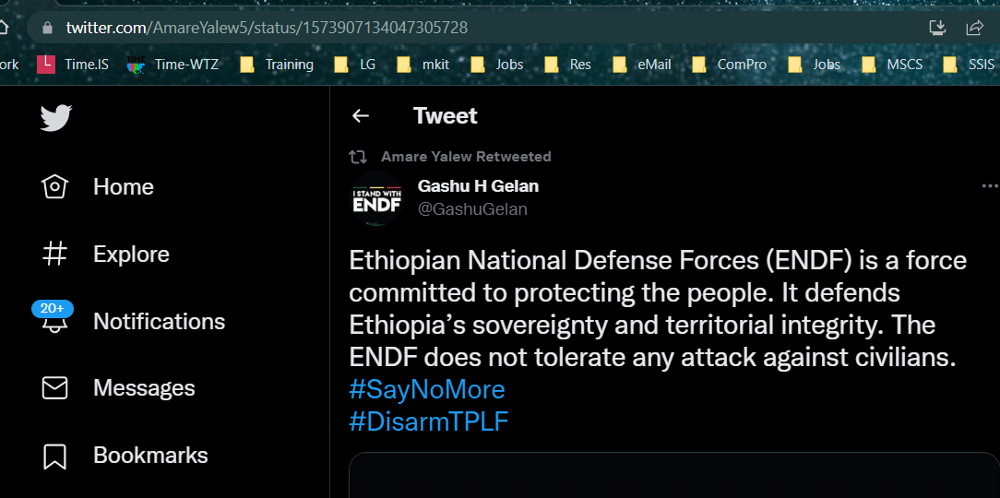 twitter.com/AmareYalew5/status/1573907134047305728
ork Time.IS Time-WTZ Training LG mkit Jobs Res eMail ComPro Jobs MSCS SSIS
Tweet
Amare Yalew Retweeted
I STAND WITH
ENDF
Gashu H Gelan
@GashuGelan
Home
Explore
20+
Notifications
Messages
Bookmarks
Ethiopian National Defense Forces (ENDF) is a force
committed to protecting the people. It defends
Ethiopia’s sovereignty and territorial integrity. The
ENDF does not tolerate any attack against civilians.
#SayNoMore
#DisarmTPLF